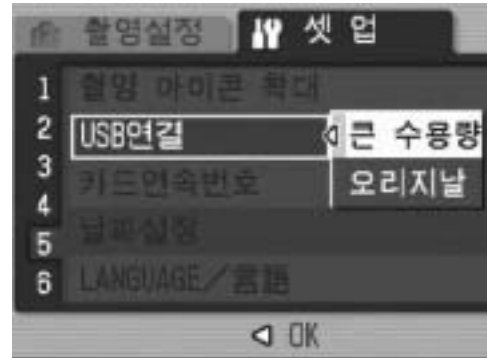 촬영설정 셋 업
1 촬영 아이콘 확대
2 USB연결 큰 수용량
3 카드연속번호 오리지날
4
5 날짜설정
6 LANGUAGE/言語
OK